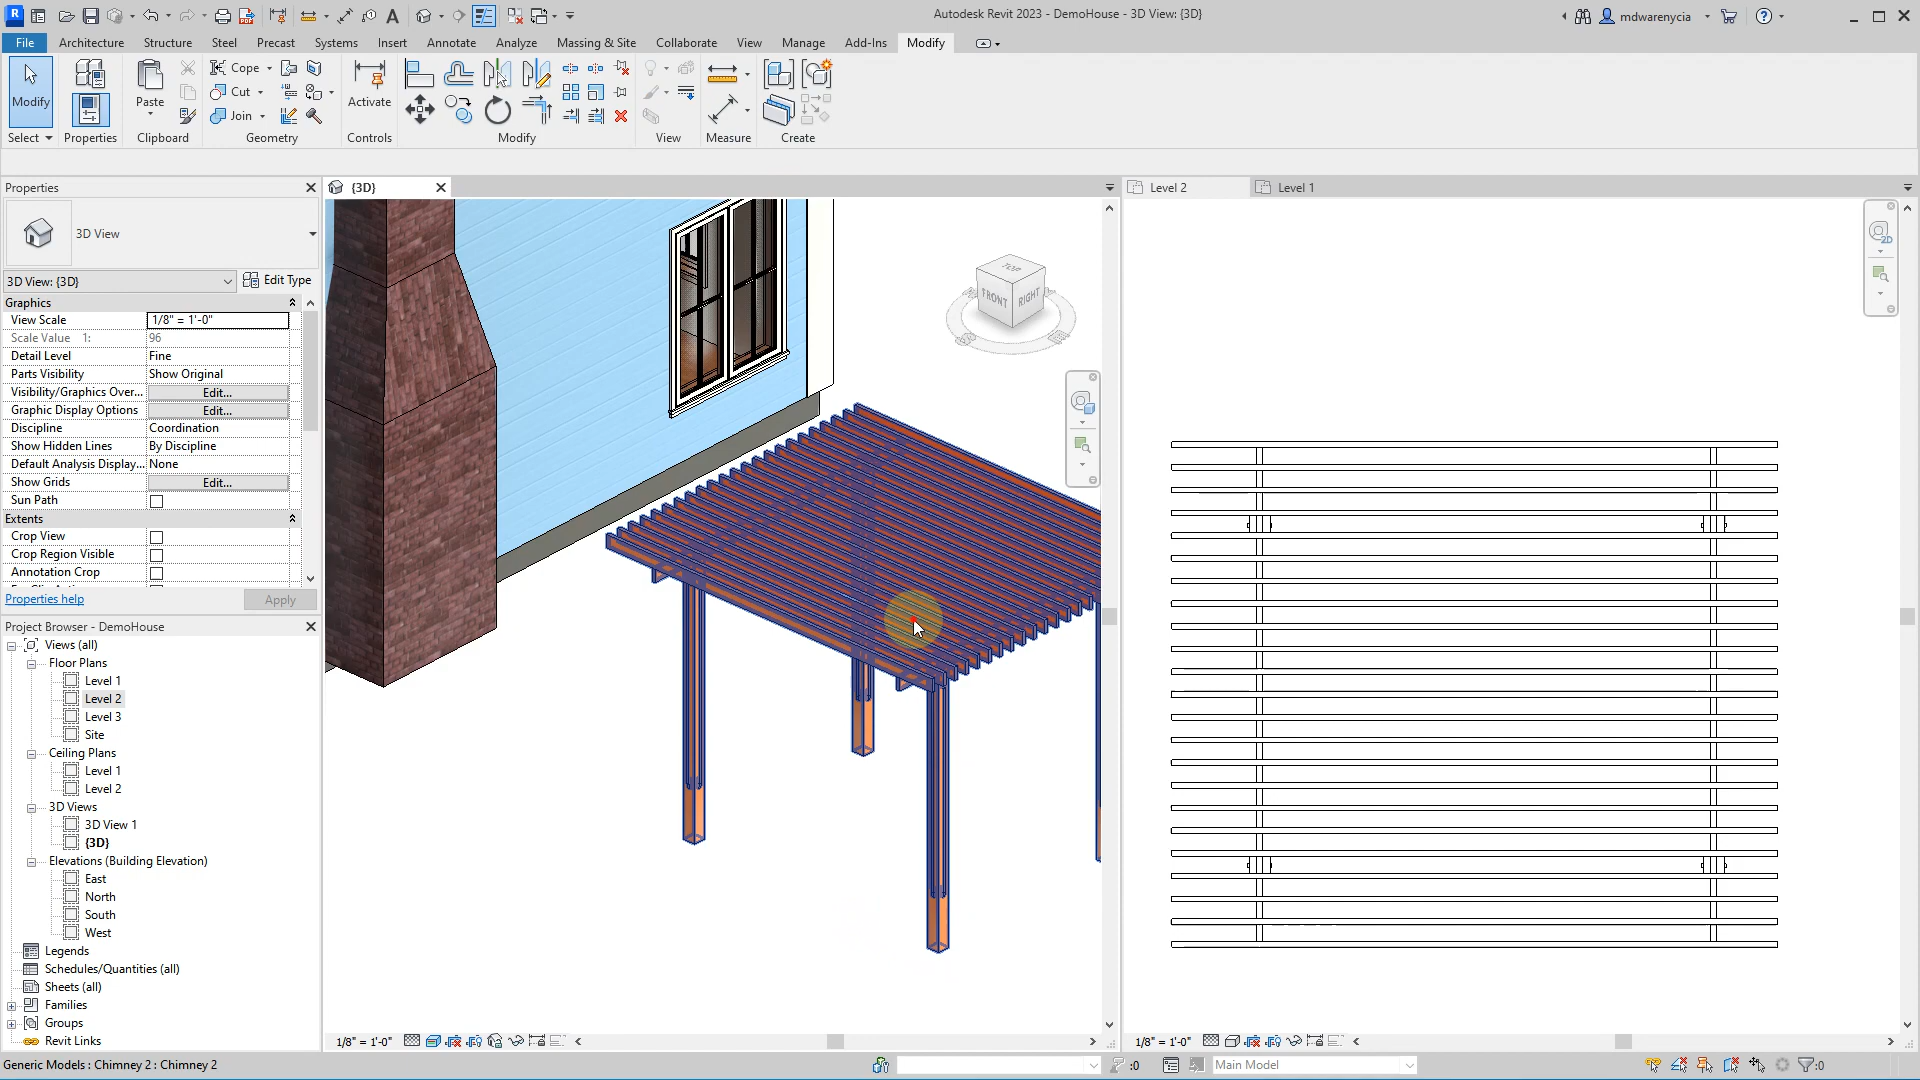 Autodesk Revit 2023 - DemoHouse - 3D View: {3D}
mdwarenycia
File Architecture Structure Steel Precast Systems Insert Annotate Analyze Massing & Site Collaborate View Manage Add-Ins Modify
Modify
Select
Properties
Paste
Clipboard
Cope
Cut
Join
Geometry
Activate
Controls
Modify
View
Measure
Create
Properties
3D View
3D View: {3D}
Edit Type
Graphics
View Scale 1/8" = 1'-0"
Scale Value 1: 96
Detail Level Fine
Parts Visibility Show Original
Visibility/Graphics Over... Edit...
Graphic Display Options Edit...
Discipline Coordination
Show Hidden Lines By Discipline
Default Analysis Display... None
Show Grids Edit...
Sun Path
Extents
Crop View
Crop Region Visible
Annotation Crop
Properties help
Apply
Project Browser - DemoHouse
Views (all)
Floor Plans
Level 1
Level 2
Level 3
Site
Ceiling Plans
Level 1
Level 2
3D Views
3D View 1
{3D}
Elevations (Building Elevation)
East
North
South
West
Legends
Schedules/Quantities (all)
Sheets (all)
Families
Groups
Revit Links
{3D}
TOP
FRONT
RIGHT
1/8" = 1'-0"
Level 2
Level 1
2D
1/8" = 1'-0"
Generic Models : Chimney 2 : Chimney 2
:0
Main Model
:0